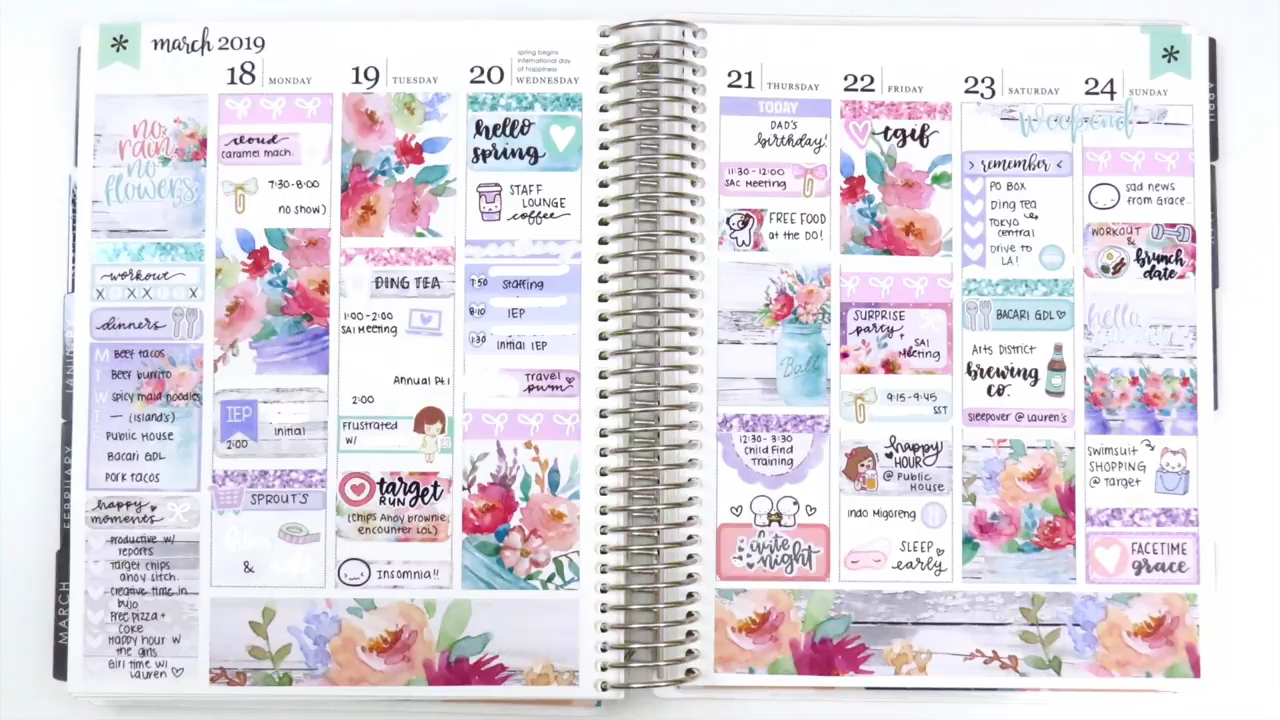 * march 2019
no
rain,
no
flowers
workout
X O X X O O X
dinners
M Beef tacos
T Beef burrito
W spicy mala noodles
T — (islands)
F Public House
Bacari GDL
Pork tacos
happy
moments
Productive w/
reports
Target chips
ahoy stitch.
creative time in
bujo
Free pizza +
coke
Happy hour w
the girls
Girl time w/
Lauren
18 MONDAY
cloud
caramel mach.
7:30-8:00
no show)
IEP
2:00
initial
SPROUT'S
&
19 TUESDAY
DING TEA
1:00-2:00
SAI Meeting
Annual Pt.1
2:00
Frustrated
w/
target
RUN
(chips Ahoy brownie
encounter LOL)
Insomnia!!
20 WEDNESDAY
spring begins
international day
of happiness
hello
spring
STAFF
LOUNGE
coffee
7:50 Staffing
8:10 IEP
1:30 initial IEP
Travel
21 THURSDAY
TODAY
DAD'S
birthday!
11:30-12:00
SAC Meeting
FREE FOOD
at the DO!
Ball
12:30-3:30
Child Find
Training
date
night
22 FRIDAY
tgif
SURPRISE
party
+
SAI
Meeting
9:15-9:45
SST
happy
HOUR
@ PUBLIC
HOUSE
Indo Migoreng
SLEEP
early
23 SATURDAY
Weekend
› remember ‹
PO BOX
Ding tea
TOKYO
central
Drive to
LA!
BACARI GDL
Arts District
brewing
co.
sleepover @ Lauren's
24 SUNDAY
sad news
from Grace...
WORKOUT
&
brunch
date
hello
swimsuit
SHOPPING
@ Target
FACETIME
grace
*
JANUARY
FEBRUARY
MARCH
APRIL